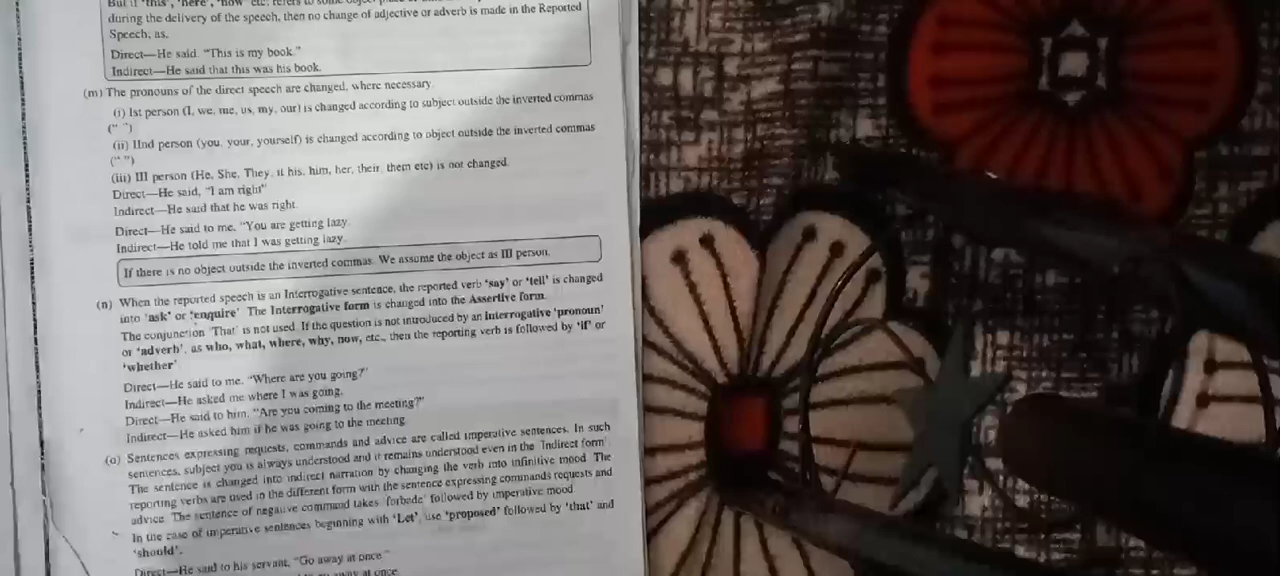 But if 'this', 'here', 'now' etc. refers to some object place
during the delivery of the speech, then no change of adjective or adverb is made in the Reported
Speech; as.
Direct—He said. "This is my book."
Indirect—He said that this was his book.
(m) The pronouns of the direct speech are changed, where necessary.
(i) Ist person (I, we, me, us, my, our) is changed according to subject outside the inverted commas
(" ")
(ii) IInd person (you, your, yourself) is changed according to object outside the inverted commas
(" ")
(iii) III person (He, She, They, it his, him, her, their, them etc) is not changed.
Direct—He said, "I am right"
Indirect—He said that he was right.
Direct—He said to me, "You are getting lazy.
Indirect—He told me that I was getting lazy.
If there is no object outside the inverted commas. We assume the object as III person.
(n) When the reported speech is an Interrogative sentence, the reported verb 'say' or 'tell' is changed
into 'ask' or 'enquire' The Interrogative form is changed into the Assertive form.
The conjunction 'That' is not used. If the question is not introduced by an Interrogative 'pronoun'
or 'adverb', as who, what, where, why, now, etc., then the reporting verb is followed by 'if' or
'whether'
Direct—He said to me. "Where are you going?"
Indirect—He asked me where I was going.
Direct—He said to him, "Are you coming to the meeting?"
Indirect—He asked him if he was going to the meeting.
(o) Sentences expressing requests, commands and advice are called imperative sentences. In such
sentences, subject you is always understood and it remains understood even in the 'Indirect form'
The sentence is changed into indirect narration by changing the verb into infinitive mood. The
reporting verbs are used in the different form with the sentence expressing commands requests and
advice. The sentence of negative command takes 'forbade' followed by imperative mood.
In the case of imperative sentences beginning with 'Let', use 'proposed' followed by 'that' and
'should'.
Direct—He said to his servant, "Go away at once."
away at once.